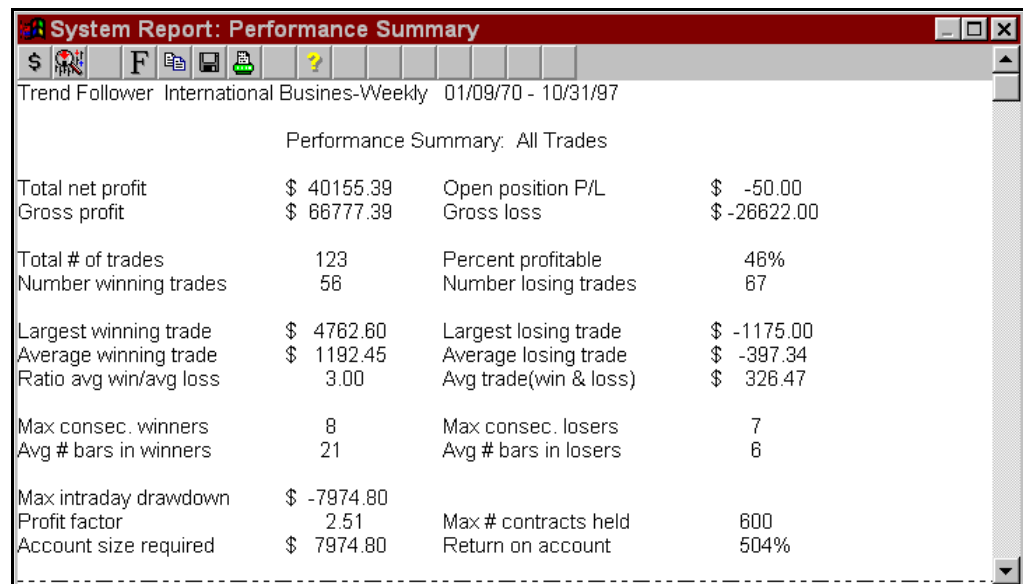 System Report: Performance Summary
$ F ?
Trend Follower International Busines-Weekly 01/09/70 - 10/31/97
Performance Summary: All Trades
Total net profit $ 40155.39 Open position P/L $ -50.00
Gross profit $ 66777.39 Gross loss $ -26622.00
Total # of trades 123 Percent profitable 46%
Number winning trades 56 Number losing trades 67
Largest winning trade $ 4762.60 Largest losing trade $ -1175.00
Average winning trade $ 1192.45 Average losing trade $ -397.34
Ratio avg win/avg loss 3.00 Avg trade(win & loss) $ 326.47
Max consec. winners 8 Max consec. losers 7
Avg # bars in winners 21 Avg # bars in losers 6
Max intraday drawdown $ -7974.80
Profit factor 2.51 Max # contracts held 600
Account size required $ 7974.80 Return on account 504%